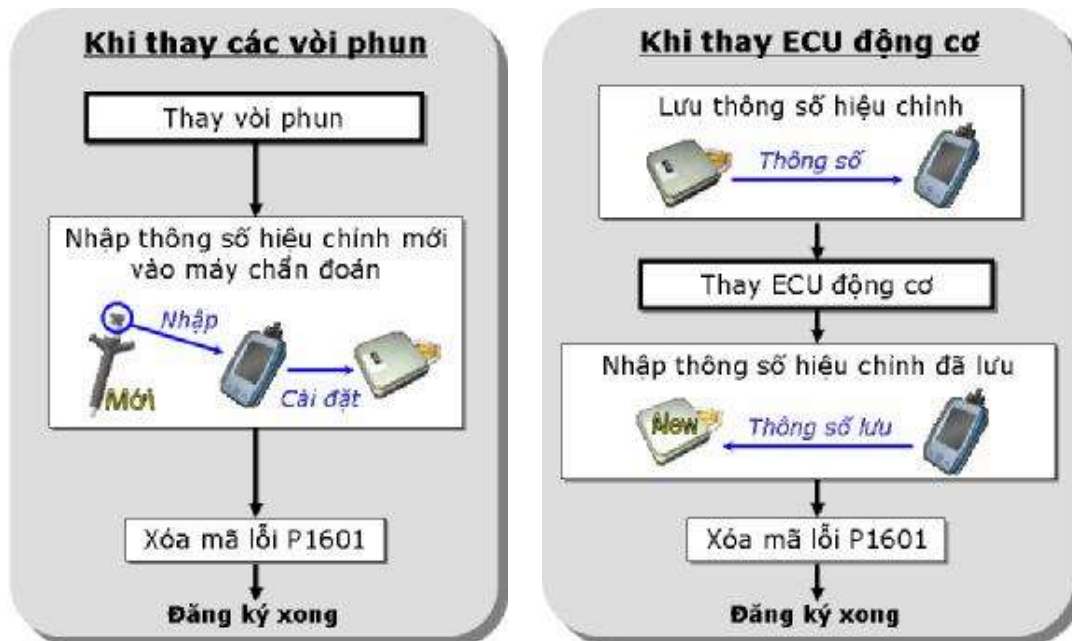 Khi thay các vòi phun
Thay vòi phun
Nhập thông số hiệu chỉnh mới
vào máy chẩn đoán
Nhập
Mới
Cài đặt
Xóa mã lỗi P1601
Đăng ký xong
Khi thay ECU động cơ
Lưu thông số hiệu chỉnh
Thông số
Thay ECU động cơ
Nhập thông số hiệu chỉnh đã lưu
New
Thông số lưu
Xóa mã lỗi P1601
Đăng ký xong